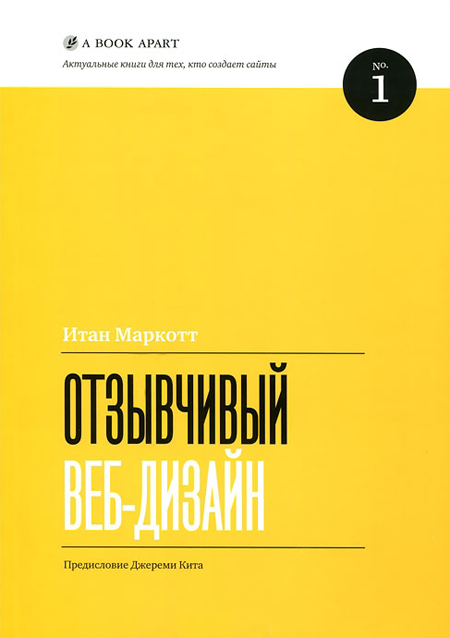 A BOOK APART
Актуальные книги для тех, кто создает сайты
No.
1
Итан Маркотт
ОТЗЫВЧИВЫЙ
ВЕБ-ДИЗАЙН
Предисловие Джереми Кита